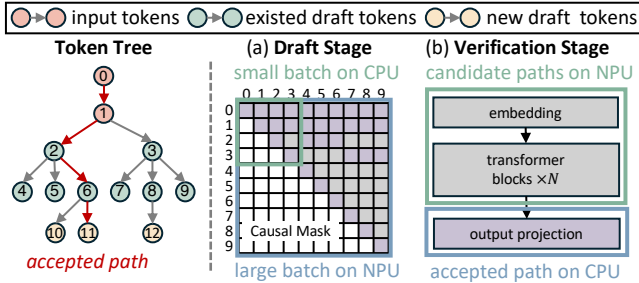 input tokens existed draft tokens new draft tokens
Token Tree
0
1
2 3
4 5 6 7 8 9
10 11 12
accepted path
(a) Draft Stage
small batch on CPU
0 1 2 3 4 5 6 7 8 9
0
1
2
3
4
5
6
7
8
9
Causal Mask
large batch on NPU
(b) Verification Stage
candidate paths on NPU
embedding
transformer
blocks ×N
output projection
accepted path on CPU